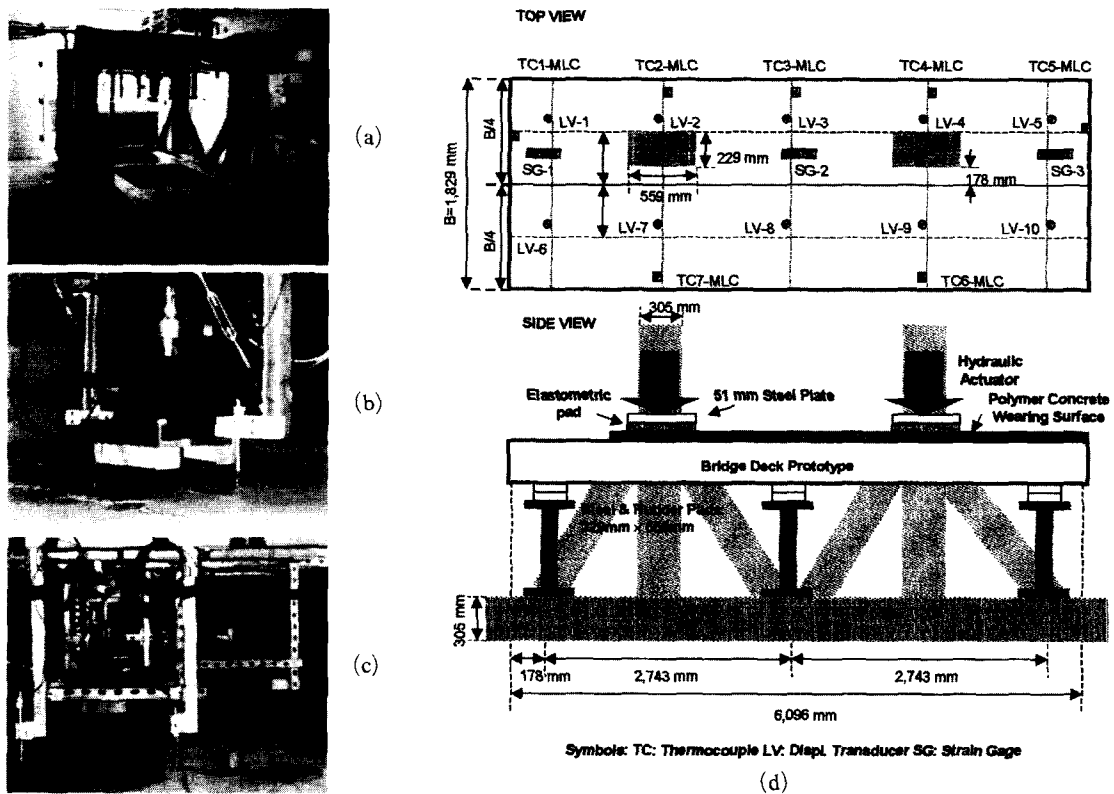 (a)
(b)
(c)
TOP VIEW
TC1-MLC TC2-MLC TC3-MLC TC4-MLC TC5-MLC
B=1,829 mm
B/4
B/4
LV-1
LV-2
LV-3
LV-4
LV-5
SG-1
229 mm
SG-2
178 mm
SG-3
559 mm
LV-6
LV-7
LV-8
LV-9
LV-10
TC7-MLC
TC6-MLC
SIDE VIEW
305 mm
Elastometric
pad
51 mm Steel Plate
Hydraulic
Actuator
Polymer Concrete
Wearing Surface
Bridge Deck Prototype
Steel & Rubber Pads
305 mm
178 mm
2,743 mm
2,743 mm
6,096 mm
Symbols: TC: Thermocouple LV: Displ. Transducer SG: Strain Gage
(d)